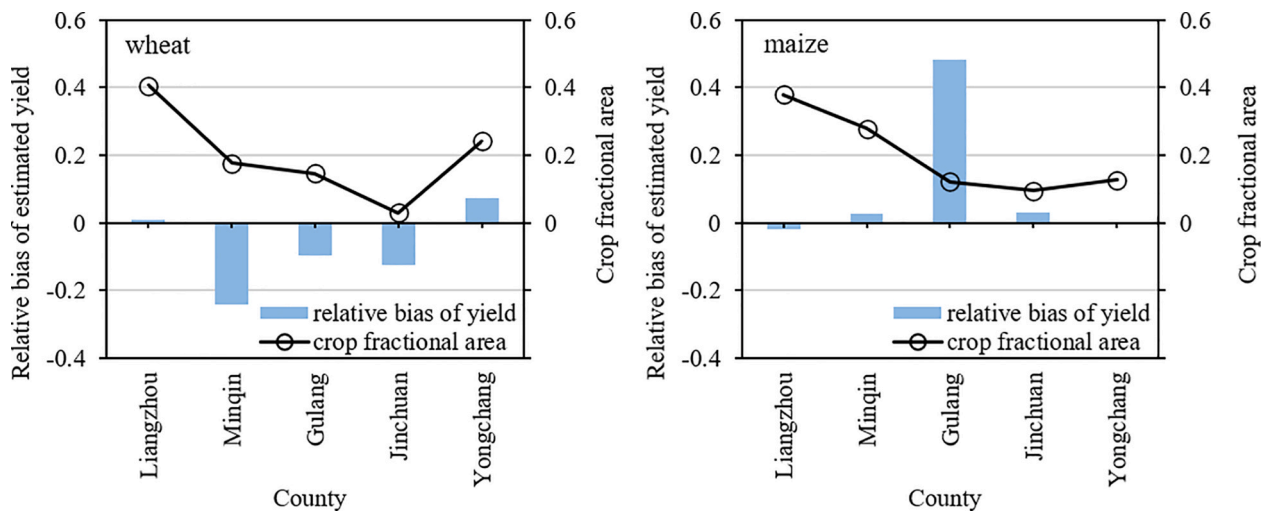 wheat
Relative bias of estimated yield
0.6
0.4
0.2
0
-0.2
-0.4
0.6
0.4
0.2
0
Crop fractional area
relative bias of yield
crop fractional area
Liangzhou
Minqin
Gulang
Jinchuan
Yongchang
County
maize
Relative bias of estimated yield
0.6
0.4
0.2
0
-0.2
-0.4
0.6
0.4
0.2
0
Crop fractional area
relative bias of yield
crop fractional area
Liangzhou
Minqin
Gulang
Jinchuan
Yongchang
County